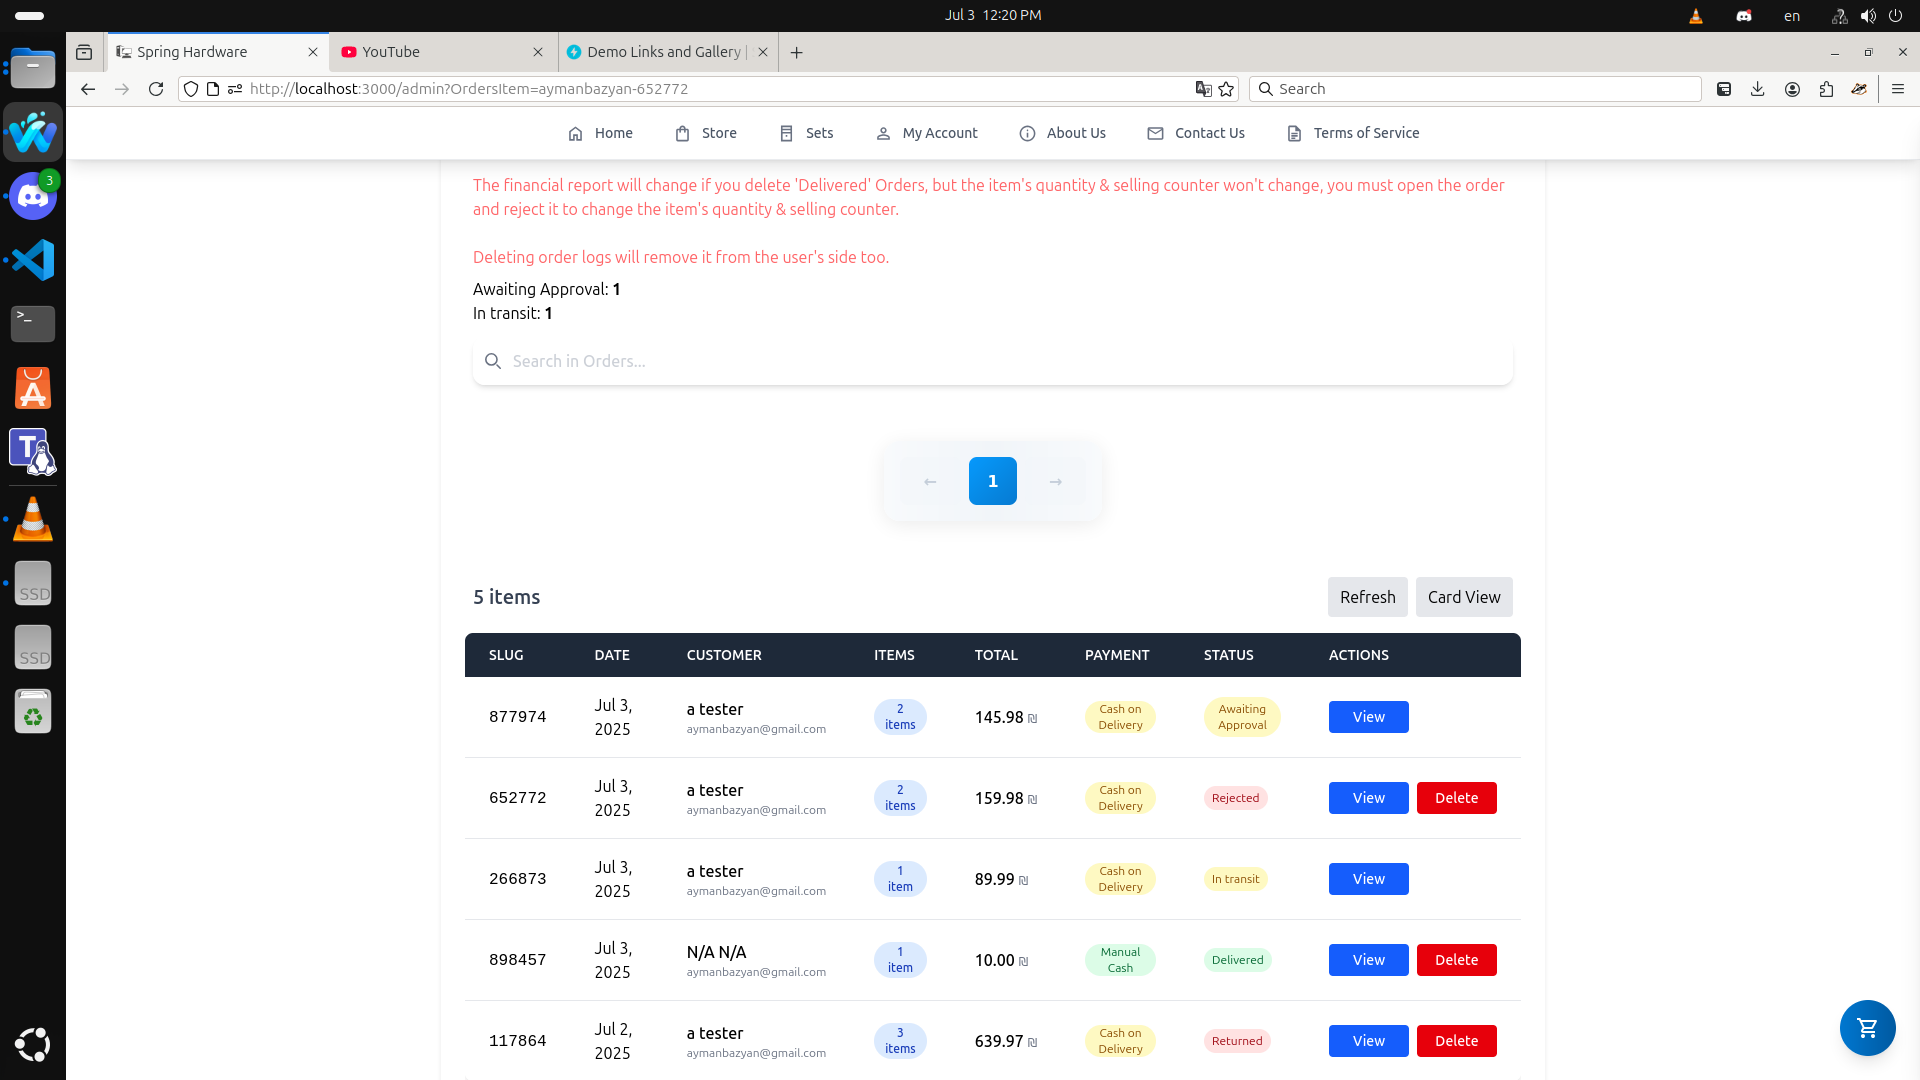 Jul 3  12:20 PM
en
Spring Hardware
YouTube
Demo Links and Gallery |
http://localhost:3000/admin?OrdersItem=aymanbazyan-652772
Search
Home
Store
Sets
My Account
About Us
Contact Us
Terms of Service
3
The financial report will change if you delete 'Delivered' Orders, but the item's quantity & selling counter won't change, you must open the order
and reject it to change the item's quantity & selling counter.
Deleting order logs will remove it from the user's side too.
Awaiting Approval: 1
In transit: 1
Search in Orders...
← 1 →
5 items
Refresh
Card View
SLUG DATE CUSTOMER ITEMS TOTAL PAYMENT STATUS ACTIONS
877974
Jul 3,
2025
a tester
aymanbazyan@gmail.com
2
items
145.98 ₪
Cash on
Delivery
Awaiting
Approval
View
652772
Jul 3,
2025
a tester
aymanbazyan@gmail.com
2
items
159.98 ₪
Cash on
Delivery
Rejected
View
Delete
266873
Jul 3,
2025
a tester
aymanbazyan@gmail.com
1
item
89.99 ₪
Cash on
Delivery
In transit
View
898457
Jul 3,
2025
N/A N/A
aymanbazyan@gmail.com
1
item
10.00 ₪
Manual
Cash
Delivered
View
Delete
117864
Jul 2,
2025
a tester
aymanbazyan@gmail.com
3
items
639.97 ₪
Cash on
Delivery
Returned
View
Delete
>_
A
T
SSD
SSD